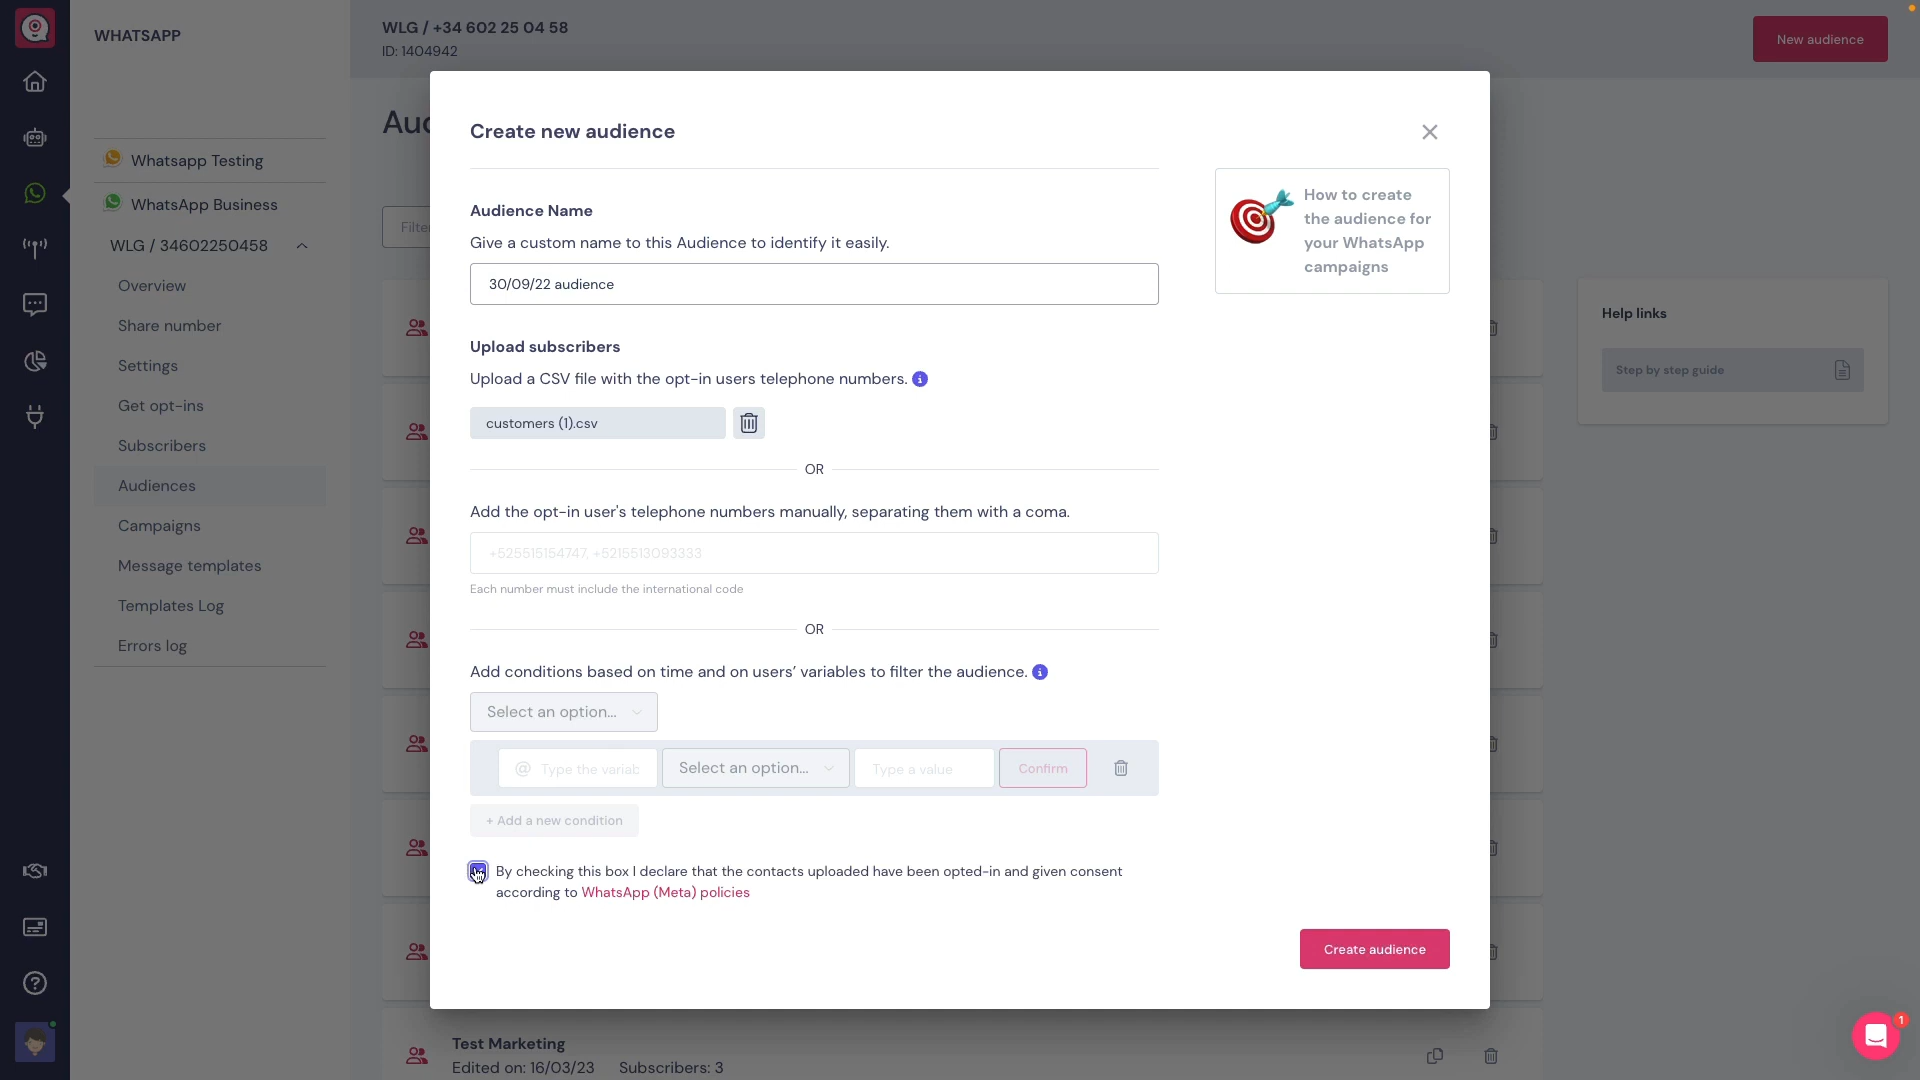 WHATSAPP
WLG / +34 602 25 04 58
ID: 1404942
New audience
Whatsapp Testing
WhatsApp Business
WLG / 34602250458
Overview
Share number
Settings
Get opt-ins
Subscribers
Audiences
Campaigns
Message templates
Templates Log
Errors log
Create new audience
Audience Name
Give a custom name to this Audience to identify it easily.
30/09/22 audience
Upload subscribers
Upload a CSV file with the opt-in users telephone numbers.
customers (1).csv
OR
Add the opt-in user's telephone numbers manually, separating them with a coma.
+525515154747, +5215513093333
Each number must include the international code
OR
Add conditions based on time and on users’ variables to filter the audience.
Select an option...
@ Type the variab
Select an option...
Type a value
Confirm
+ Add a new condition
By checking this box I declare that the contacts uploaded have been opted-in and given consent
according to WhatsApp (Meta) policies
Create audience
How to create
the audience for
your WhatsApp
campaigns
Help links
Step by step guide
Test Marketing
Edited on: 16/03/23 Subscribers: 3
1